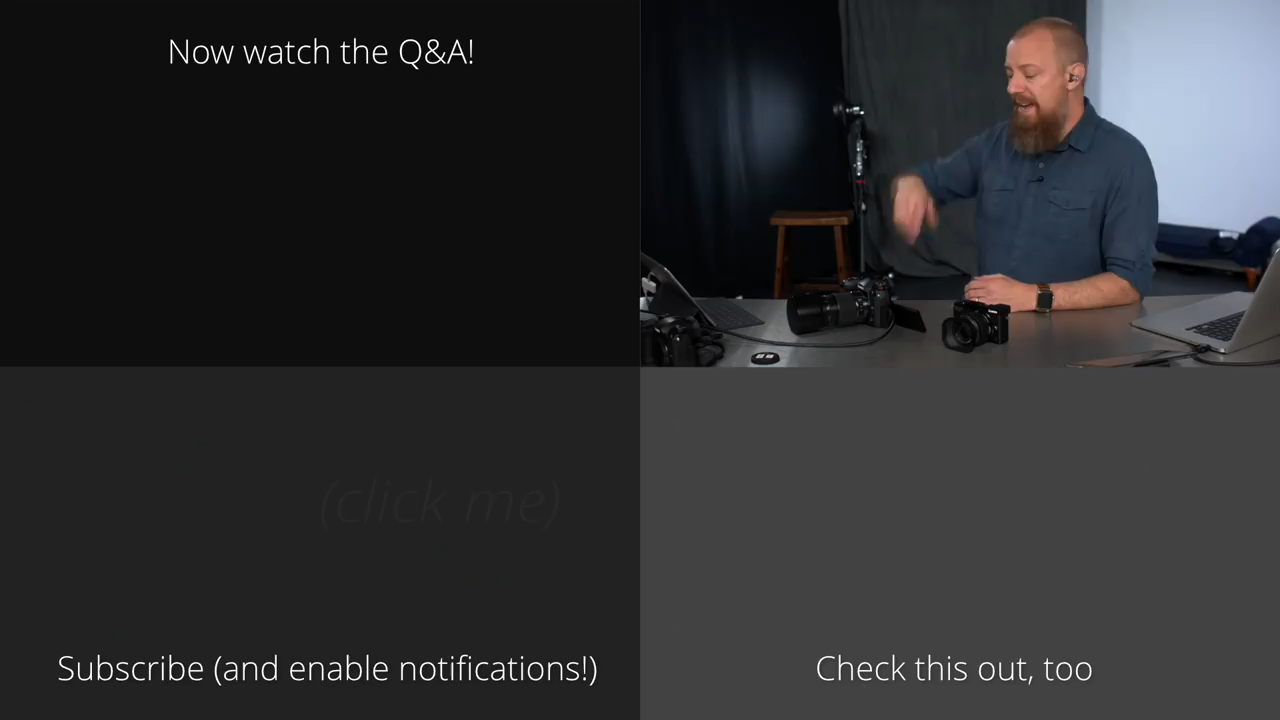 Now watch the Q&A!
(click me)
Subscribe (and enable notifications!)
Check this out, too